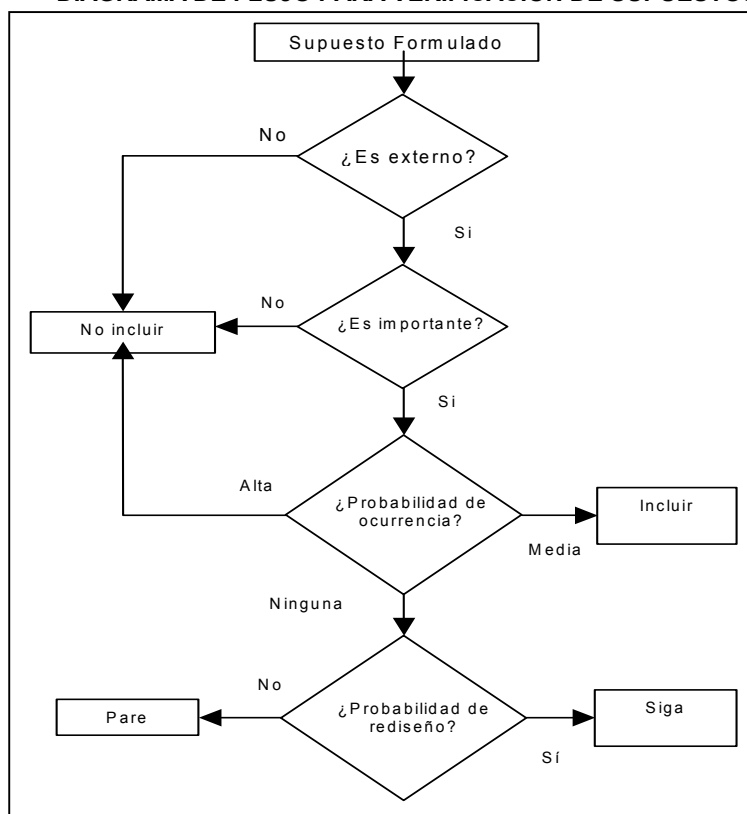 Supuesto Formulado
No
¿Es externo?
Si
No
¿Es importante?
No incluir
Si
Alta
¿Probabilidad de
ocurrencia?
Incluir
Media
Ninguna
No
¿Probabilidad de
rediseño?
Siga
Pare
Sí